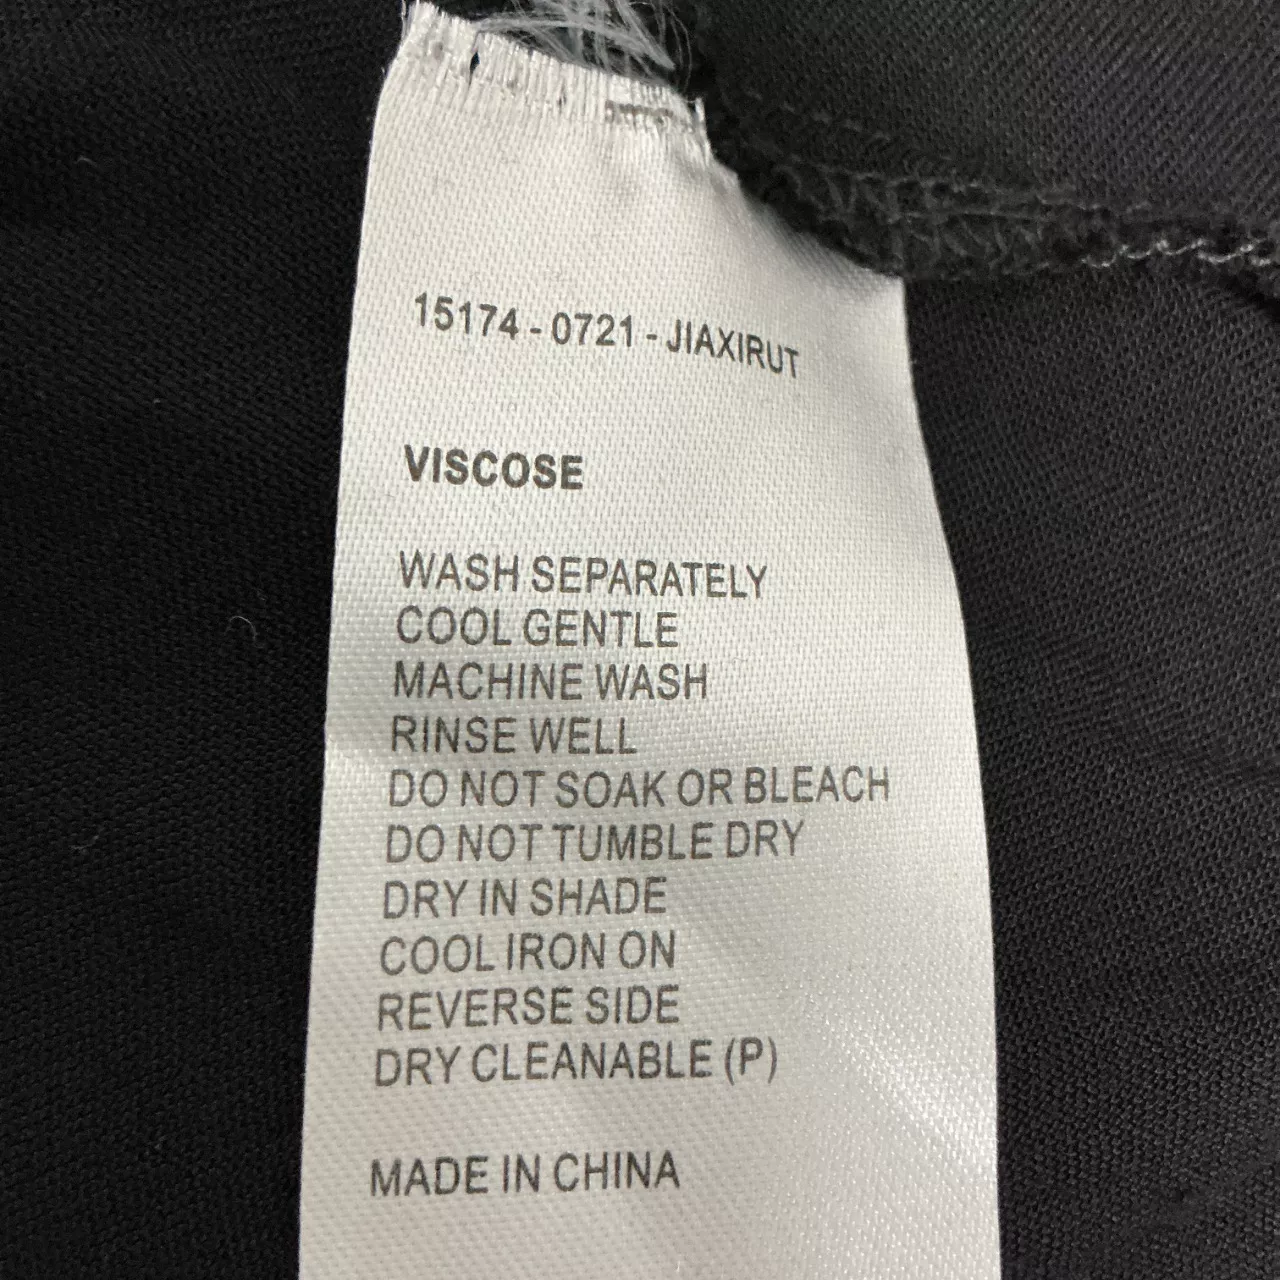 15174 - 0721 - JIAXIRUT
VISCOSE
WASH SEPARATELY
COOL GENTLE
MACHINE WASH
RINSE WELL
DO NOT SOAK OR BLEACH
DO NOT TUMBLE DRY
DRY IN SHADE
COOL IRON ON
REVERSE SIDE
DRY CLEANABLE (P)
MADE IN CHINA